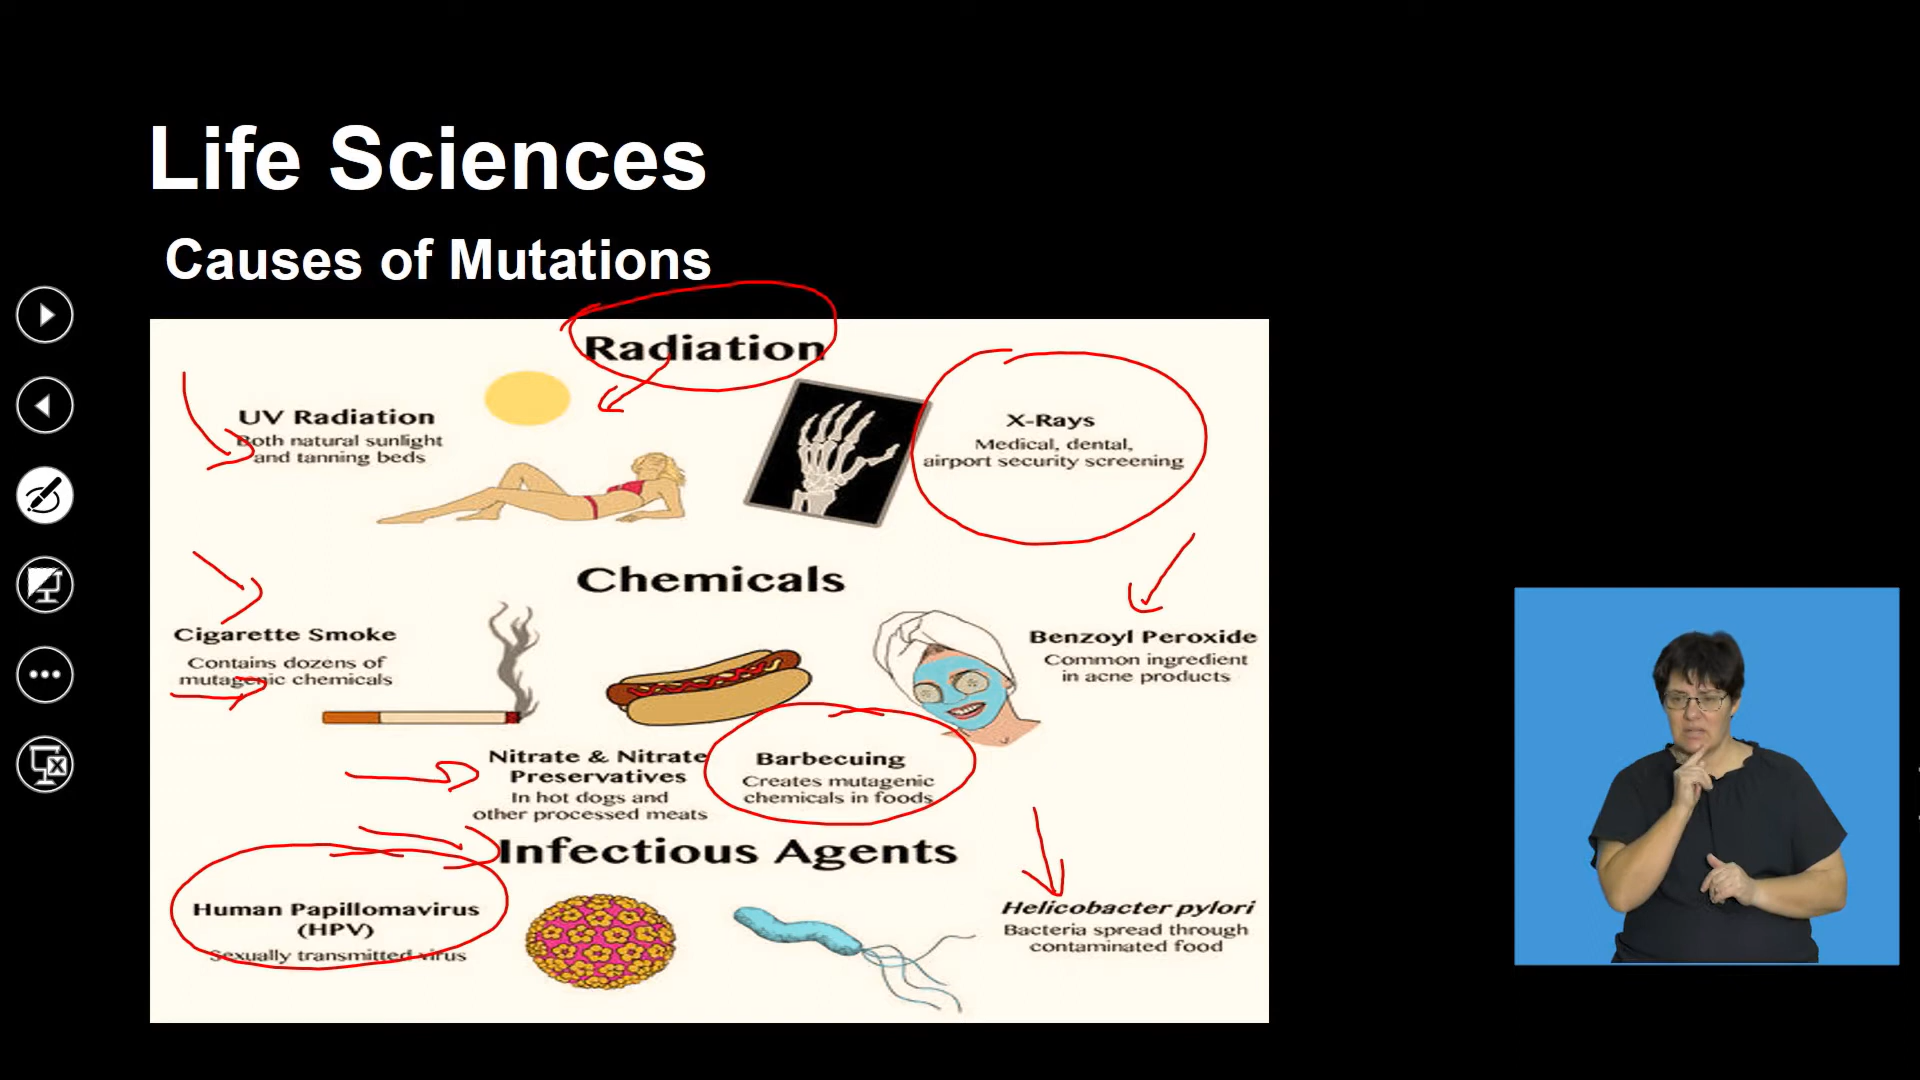 Life Sciences
Causes of Mutations
Radiation
UV Radiation
Both natural sunlight
and tanning beds
X-Rays
Medical, dental,
airport security screening
Chemicals
Cigarette Smoke
Contains dozens of
mutagenic chemicals
Benzoyl Peroxide
Common ingredient
in acne products
Nitrate & Nitrate
Preservatives
In hot dogs and
other processed meats
Barbecuing
Creates mutagenic
chemicals in foods
Infectious Agents
Human Papillomavirus
(HPV)
Sexually transmitted virus
Helicobacter pylori
Bacteria spread through
contaminated food